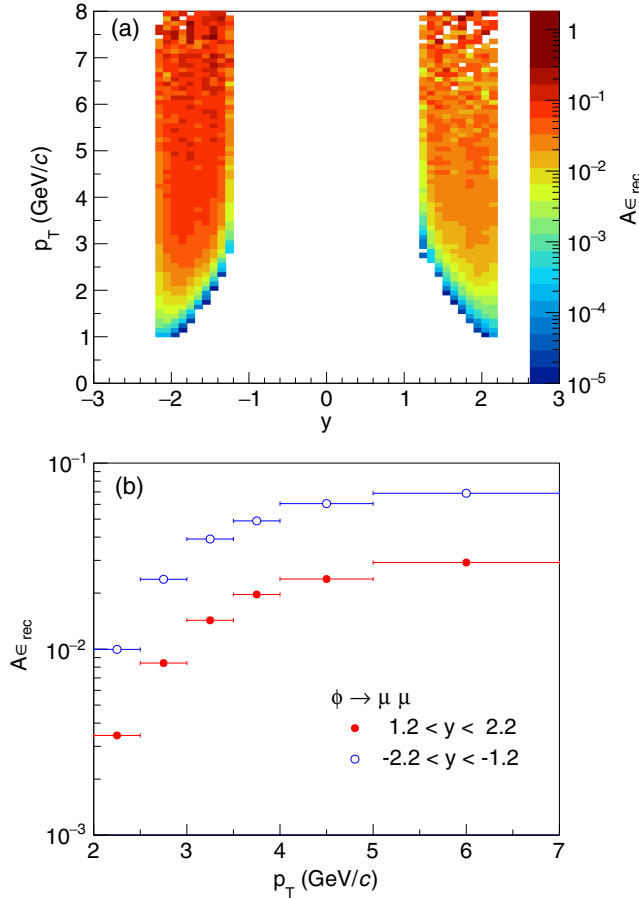 (a)
8
7
6
5
4
3
2
1
0
p_T (GeV/c)
−3 −2 −1 0 1 2 3
y
1
10⁻¹
10⁻²
10⁻³
10⁻⁴
10⁻⁵
Aϵ_rec
(b)
10⁻¹
10⁻²
10⁻³
Aϵ_rec
ϕ → μ μ
1.2 < y < 2.2
-2.2 < y < -1.2
2 3 4 5 6 7
p_T (GeV/c)